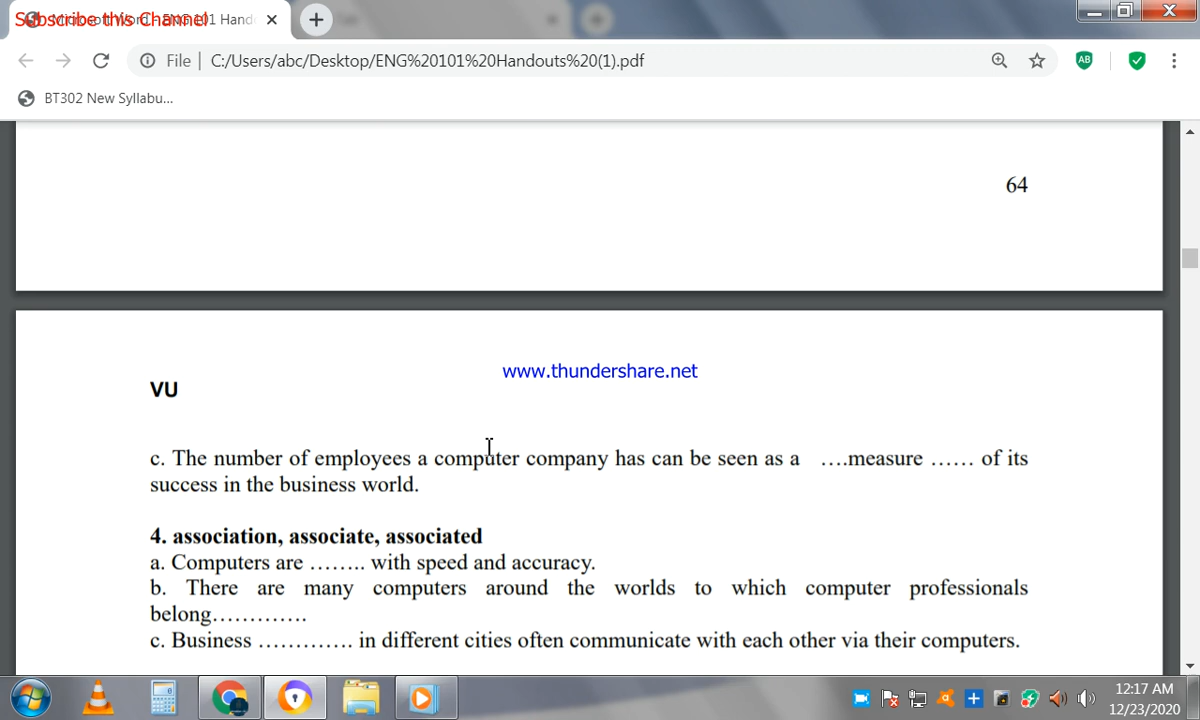 Subscribe this Channel!
File | C:/Users/abc/Desktop/ENG%20101%20Handouts%20(1).pdf
AB
BT302 New Syllabu...
64
www.thundershare.net
VU
c. The number of employees a computer company has can be seen as a ….measure …… of its
success in the business world.
4. association, associate, associated
a. Computers are …….. with speed and accuracy.
b. There are many computers around the worlds to which computer professionals
belong………….
c. Business …………. in different cities often communicate with each other via their computers.
12:17 AM
12/23/2020